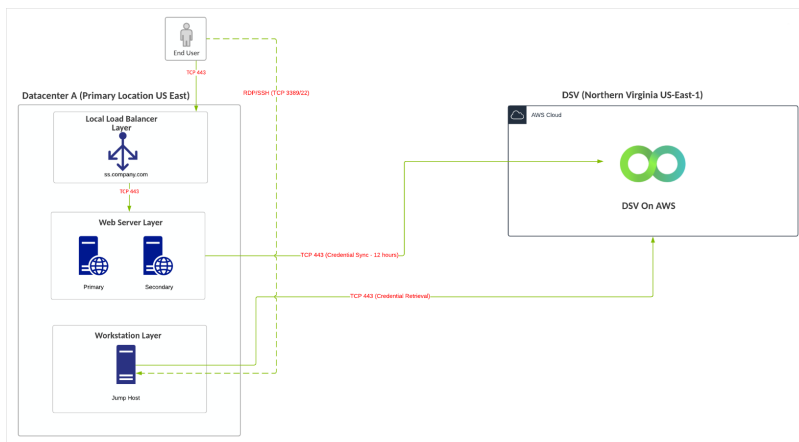 End User
TCP 443
RDP/SSH (TCP 3389/22)
Datacenter A (Primary Location US East)
DSV (Northern Virginia US-East-1)
Local Load Balancer
Layer
AWS Cloud
ss.company.com
TCP 443
DSV On AWS
Web Server Layer
Primary
Secondary
TCP 443 (Credential Sync - 12 hours)
TCP 443 (Credential Retrieval)
Workstation Layer
Jump Host